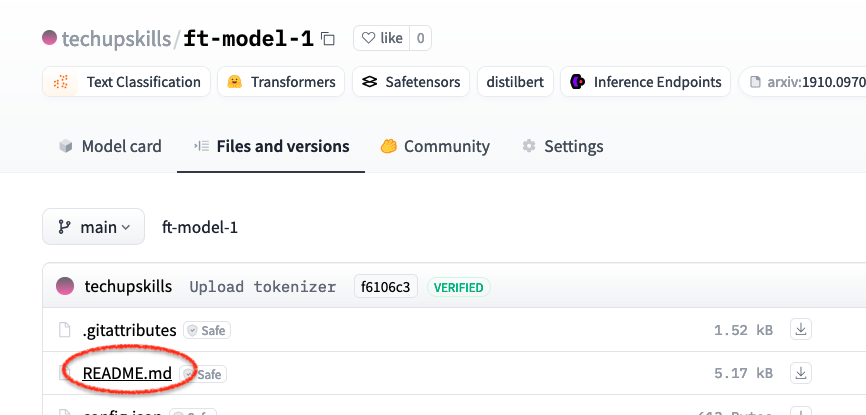 techupskills/ft-model-1 like 0
Text Classification Transformers Safetensors distilbert Inference Endpoints arxiv:1910.0970
Model card Files and versions Community Settings
main ft-model-1
techupskills Upload tokenizer f6106c3 VERIFIED
.gitattributes Safe 1.52 kB
README.md Safe 5.17 kB